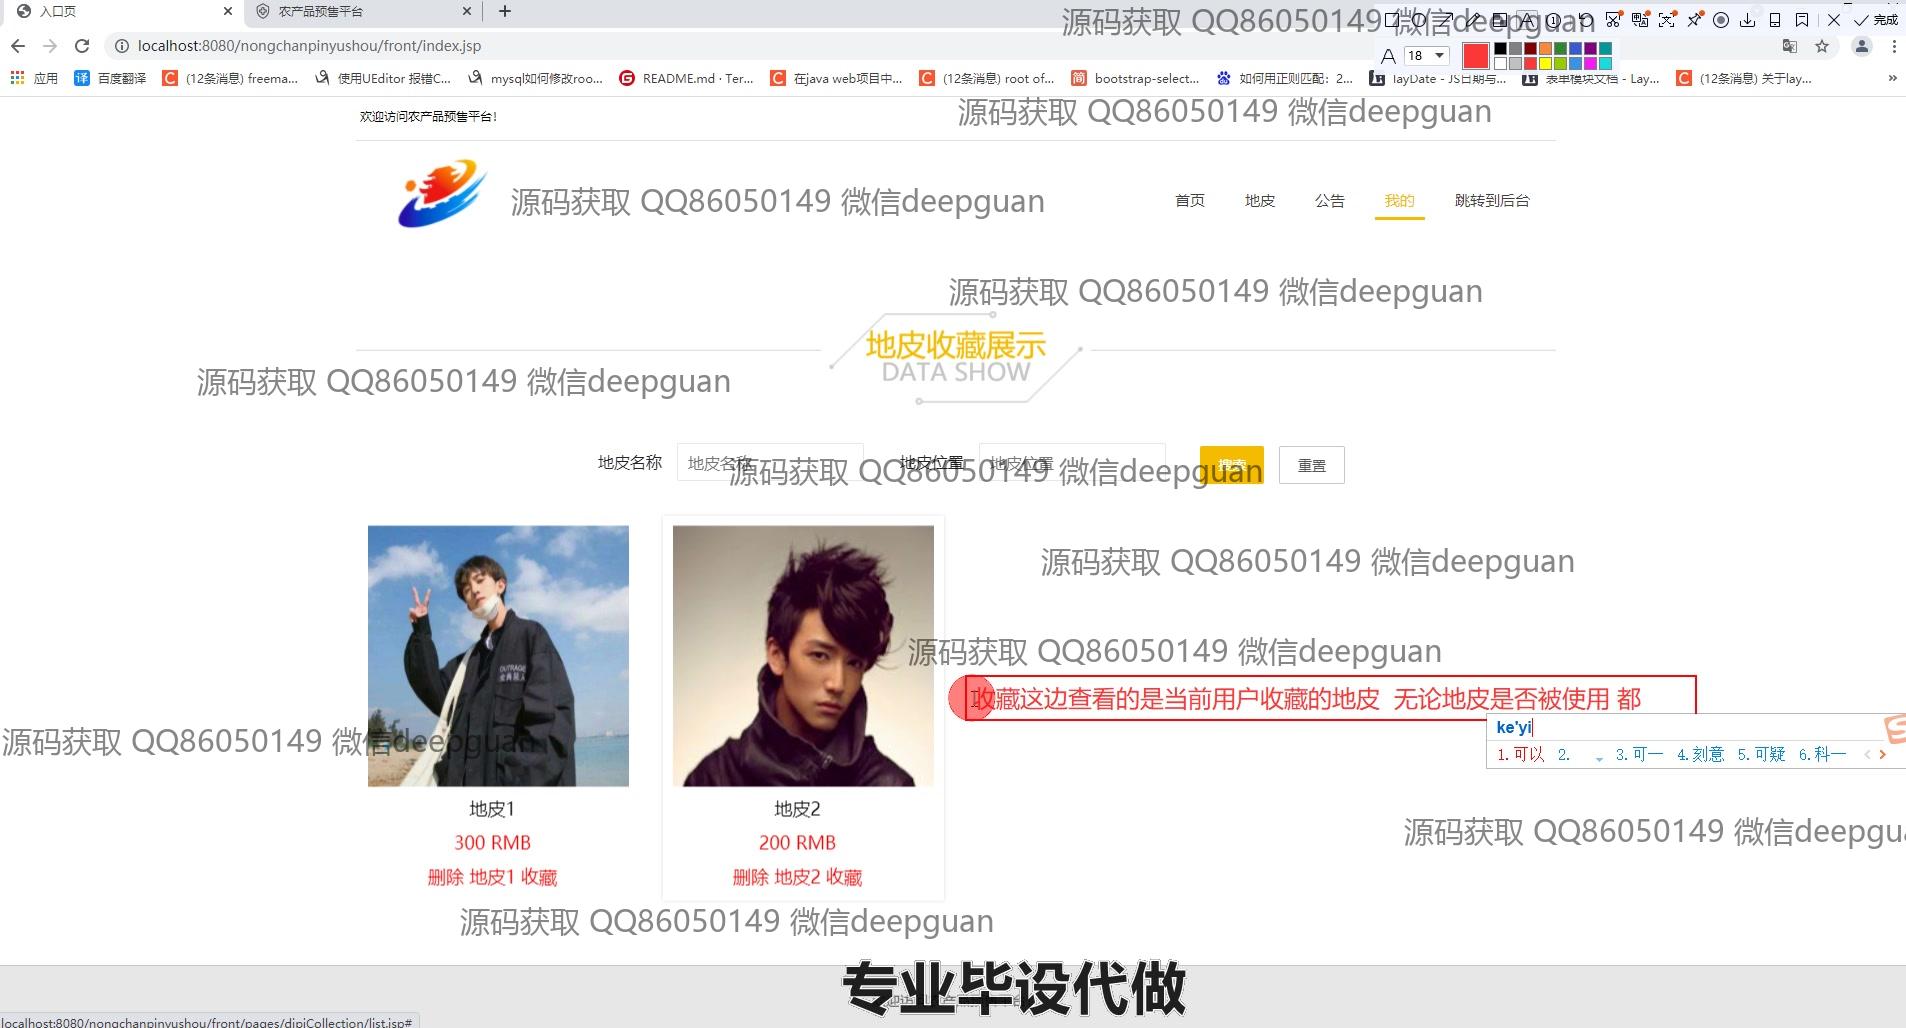 入口页
农产品预售平台
源码获取 QQ86050149 微信deepguan
完成
localhost:8080/nongchanpinyushou/front/index.jsp
18
应用
百度翻译
(12条消息) freema...
使用UEditor 报错C...
mysql如何修改roo...
README.md · Ter...
在java web项目中...
(12条消息) root of...
bootstrap-select...
如何用正则匹配：2...
layDate - JS日期与...
表单模块文档 - Lay...
(12条消息) 关于lay...
欢迎访问农产品预售平台!
源码获取 QQ86050149 微信deepguan
源码获取 QQ86050149 微信deepguan
首页
地皮
公告
我的
跳转到后台
源码获取 QQ86050149 微信deepguan
地皮收藏展示
DATA SHOW
源码获取 QQ86050149 微信deepguan
地皮名称
地皮名称
地皮位置
地皮位置
搜索
重置
源码获取 QQ86050149 微信deepguan
源码获取 QQ86050149 微信deepguan
源码获取 QQ86050149 微信deepguan
收藏这边查看的是当前用户收藏的地皮 无论地皮是否被使用 都
ke'yi
1.可以 2. 3.可一 4.刻意 5.可疑 6.科一
源码获取 QQ86050149 微信deepguan
地皮1
300 RMB
删除 地皮1 收藏
地皮2
200 RMB
删除 地皮2 收藏
源码获取 QQ86050149 微信deepgua
源码获取 QQ86050149 微信deepguan
专业毕设代做
localhost:8080/nongchanpinyushou/front/pages/dipiCollection/list.jsp#